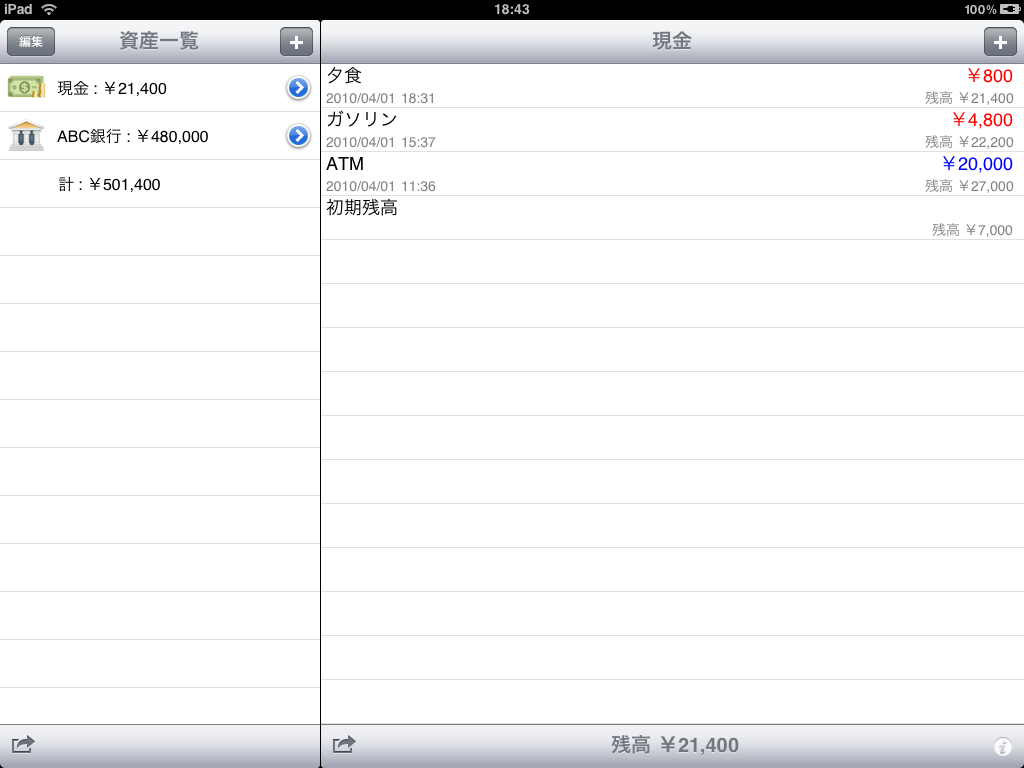 iPad 18:43 100%
編集 資産一覧 +
現金 : ￥21,400
ABC銀行 : ￥480,000
計 : ￥501,400
現金 +
夕食 ￥800
2010/04/01 18:31 残高 ￥21,400
ガソリン ￥4,800
2010/04/01 15:37 残高 ￥22,200
ATM ￥20,000
2010/04/01 11:36 残高 ￥27,000
初期残高
残高 ￥7,000
残高 ￥21,400